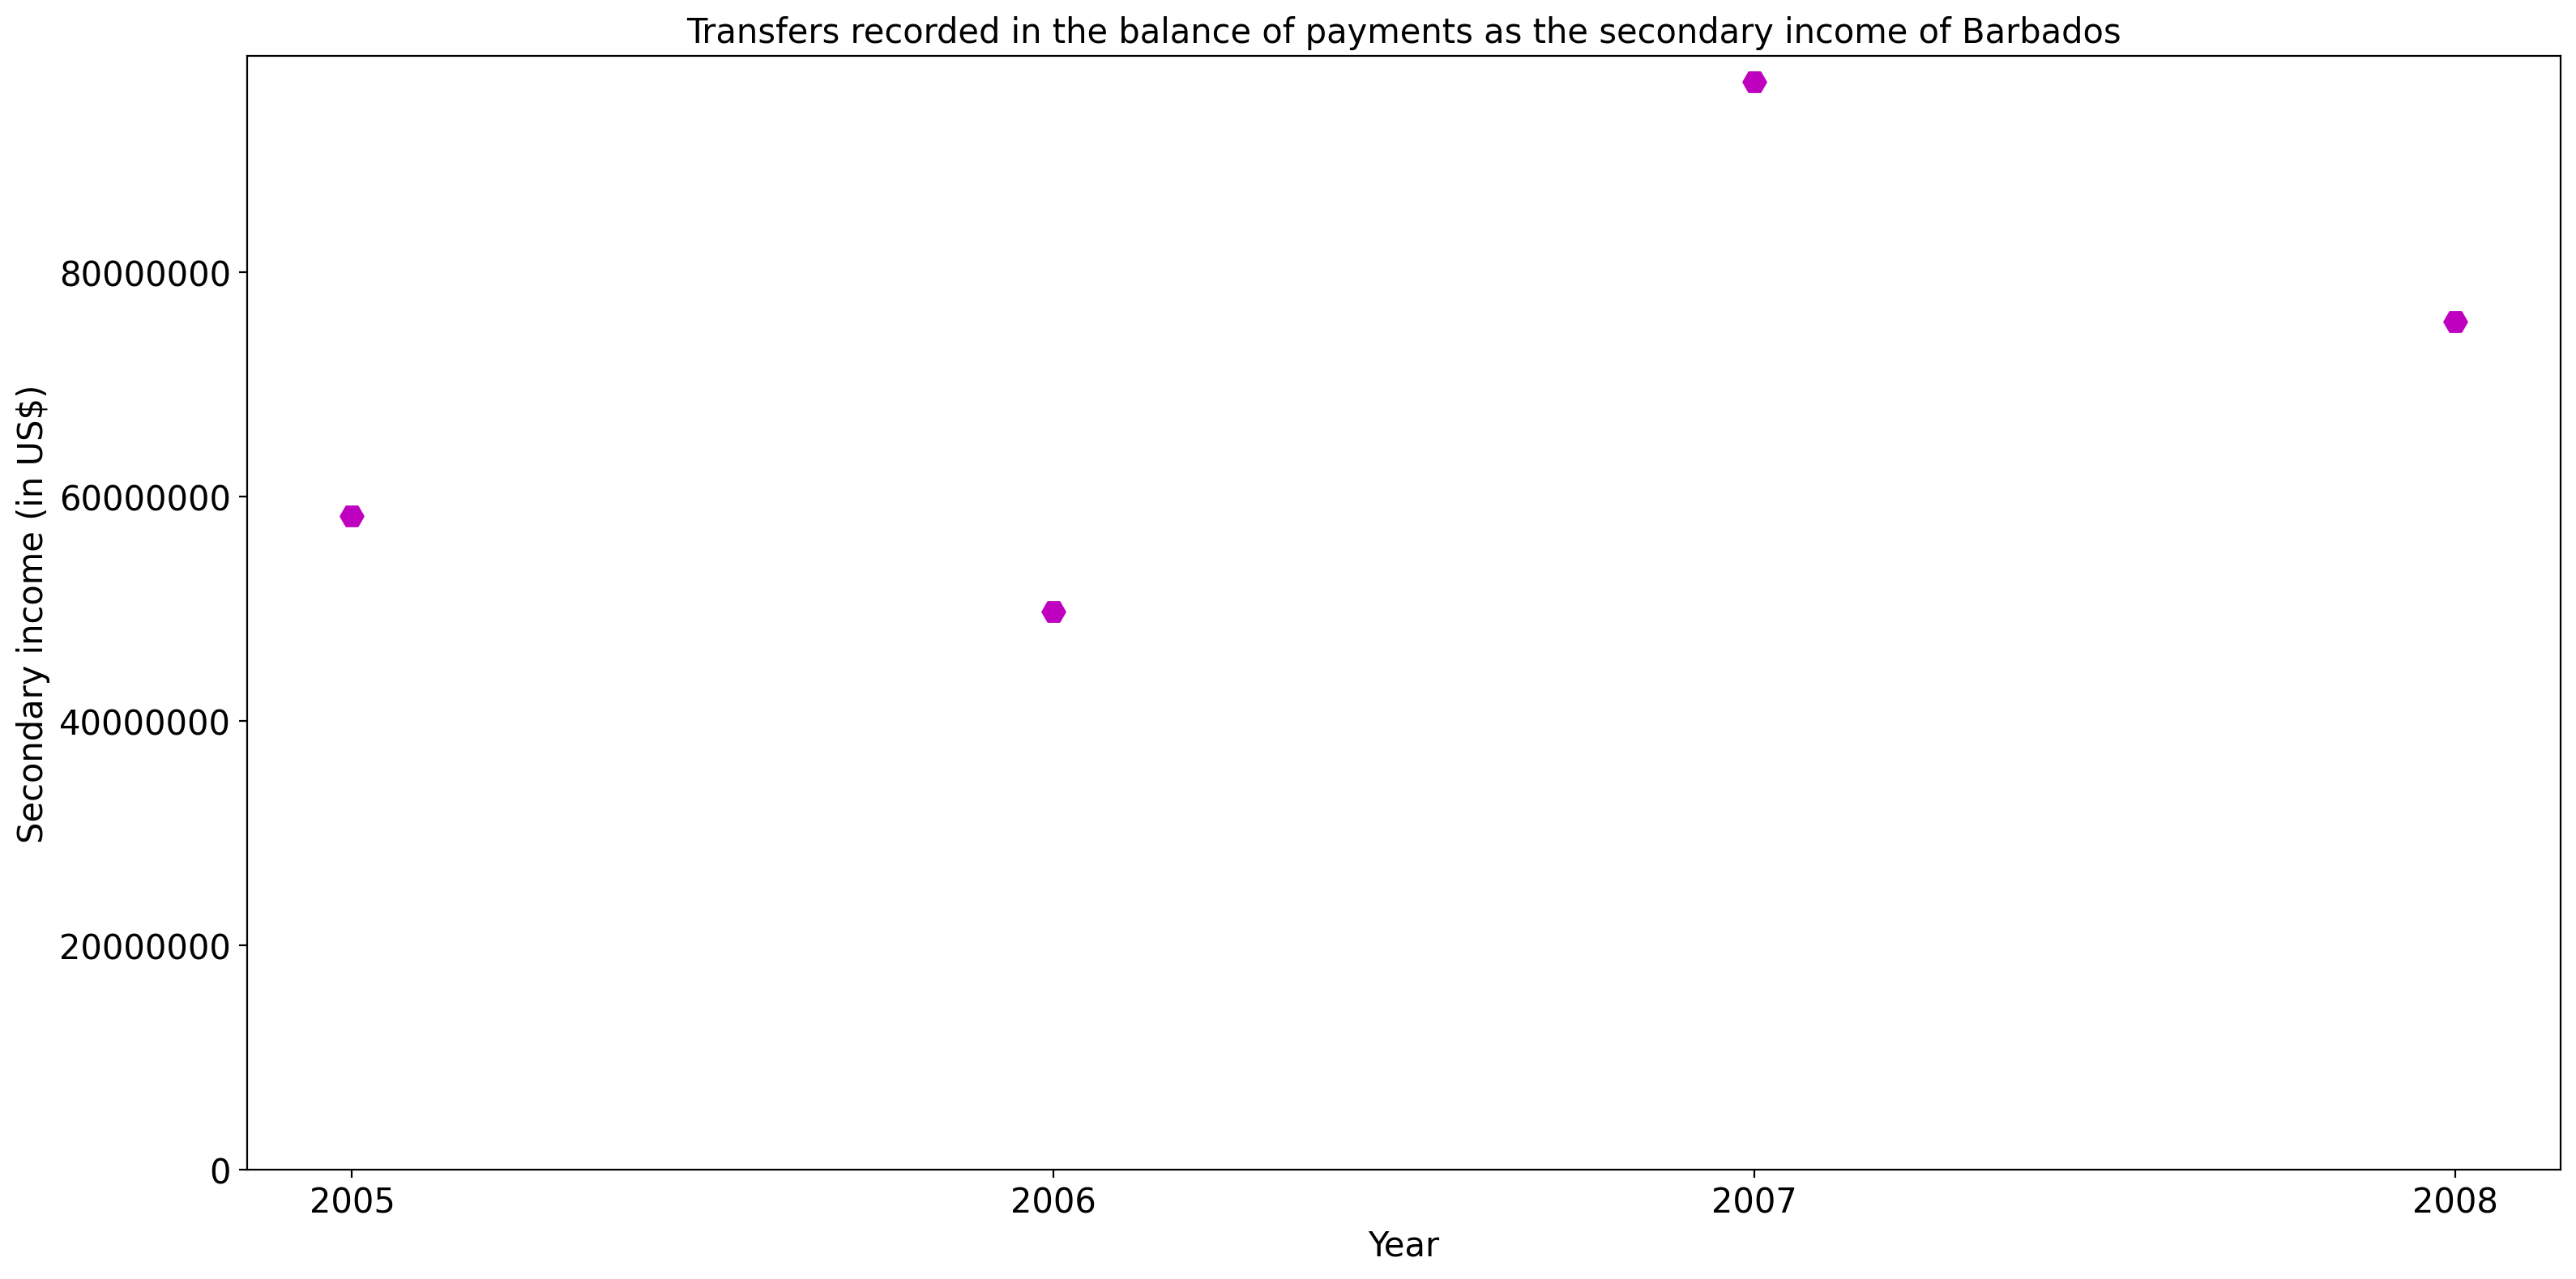 Transfers recorded in the balance of payments as the secondary income of Barbados
Secondary income (in US$)
80000000
60000000
40000000
20000000
0
2005 2006 2007 2008
Year